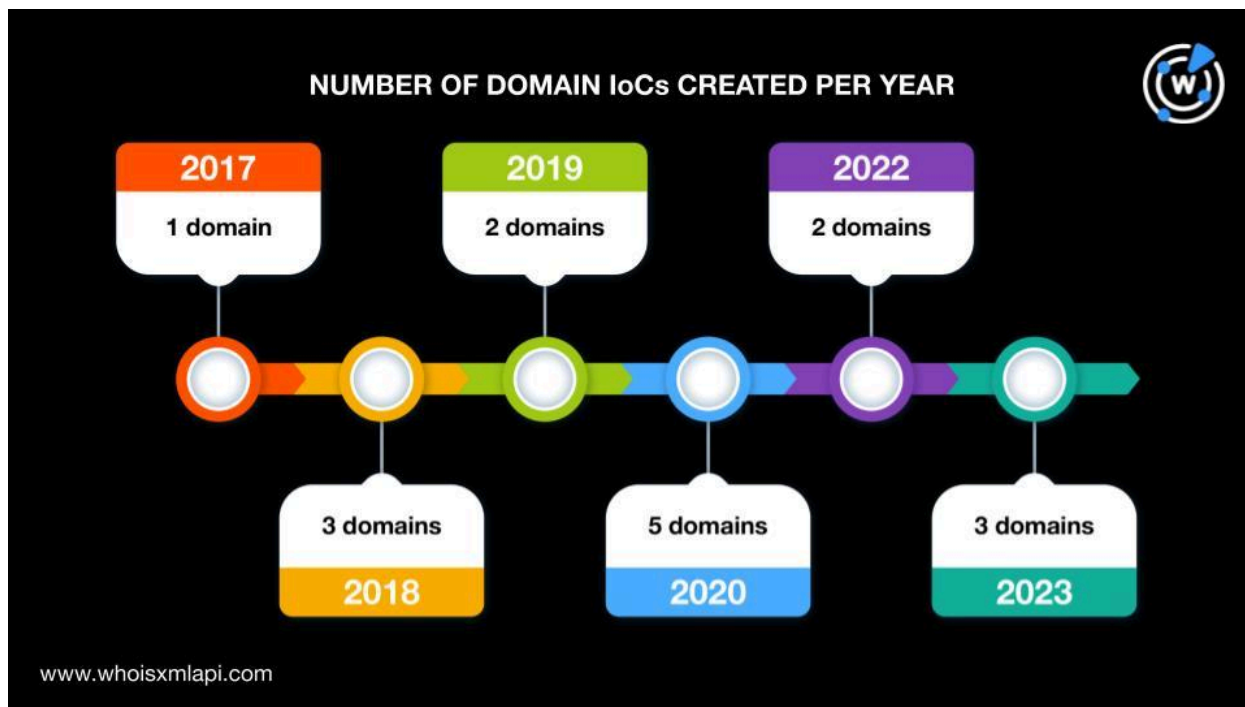 NUMBER OF DOMAIN IoCs CREATED PER YEAR
W
2017
1 domain
2019
2 domains
2022
2 domains
3 domains
2018
5 domains
2020
3 domains
2023
www.whoisxmlapi.com